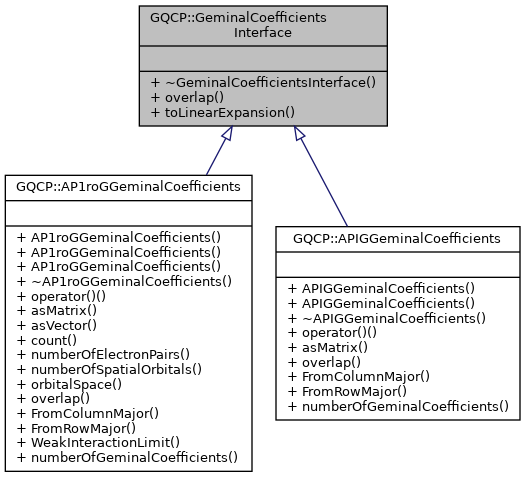 GQCP::GeminalCoefficients
Interface
+ ~GeminalCoefficientsInterface()
+ overlap()
+ toLinearExpansion()
GQCP::AP1roGGeminalCoefficients
+ AP1roGGeminalCoefficients()
+ AP1roGGeminalCoefficients()
+ AP1roGGeminalCoefficients()
+ ~AP1roGGeminalCoefficients()
+ operator()()
+ asMatrix()
+ asVector()
+ count()
+ numberOfElectronPairs()
+ numberOfSpatialOrbitals()
+ orbitalSpace()
+ overlap()
+ FromColumnMajor()
+ FromRowMajor()
+ WeakInteractionLimit()
+ numberOfGeminalCoefficients()
GQCP::APIGGeminalCoefficients
+ APIGGeminalCoefficients()
+ APIGGeminalCoefficients()
+ ~APIGGeminalCoefficients()
+ operator()()
+ asMatrix()
+ overlap()
+ FromColumnMajor()
+ FromRowMajor()
+ numberOfGeminalCoefficients()